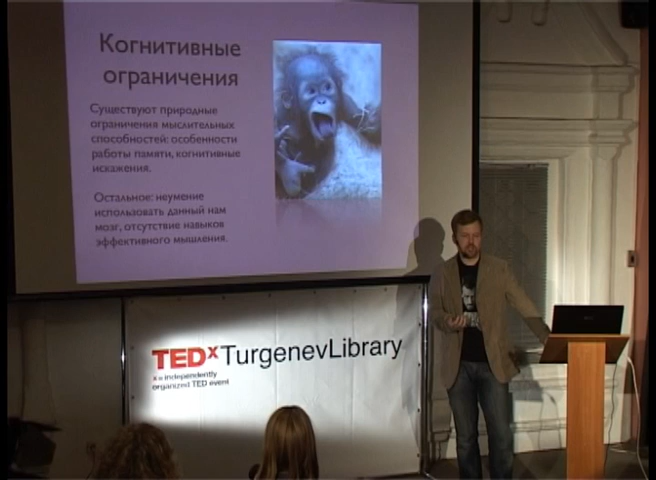 Когнитивные
ограничения
Существуют природные
ограничения мыслительных
способностей: особенности
работы памяти, когнитивные
искажения.
Остальное: неумение
использовать данный нам
мозг, отсутствие навыков
эффективного мышления.
TEDxTurgenevLibrary
x = independently
organized TED event